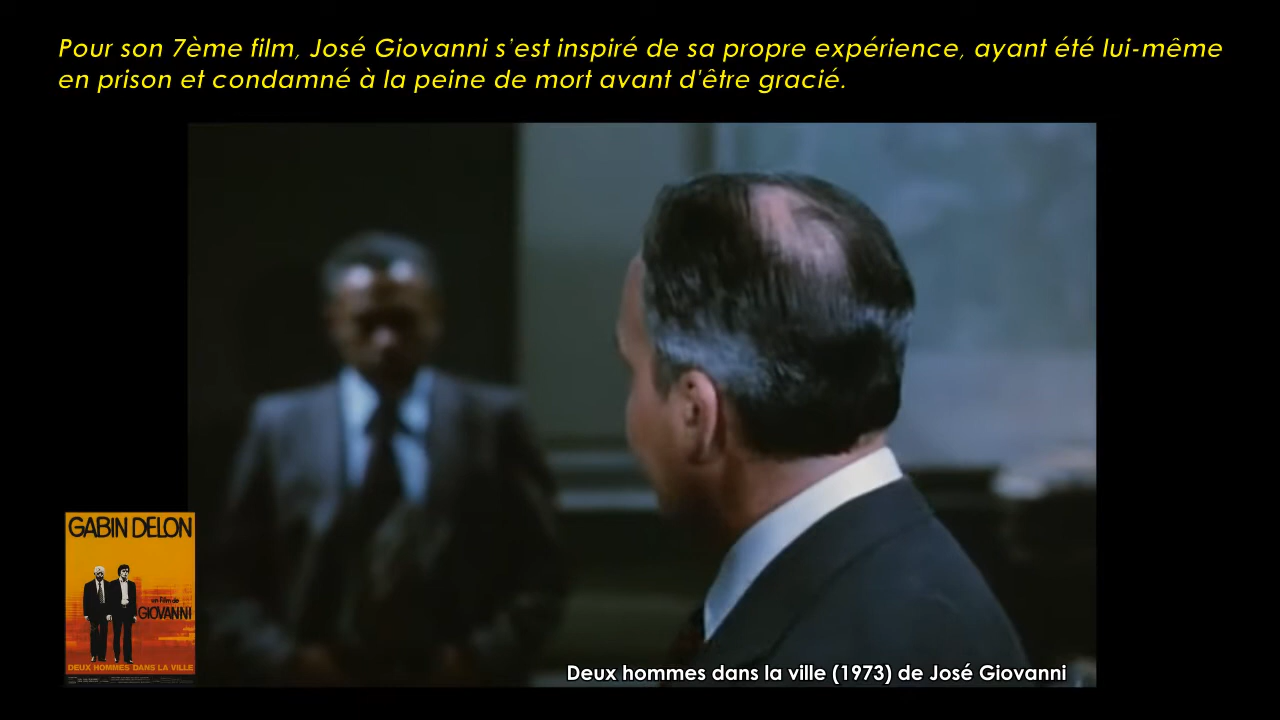 Pour son 7ème film, José Giovanni s'est inspiré de sa propre expérience, ayant été lui-même
en prison et condamné à la peine de mort avant d'être gracié.
GABIN DELON
un film de
GIOVANNI
DEUX HOMMES DANS LA VILLE
Deux hommes dans la ville (1973) de José Giovanni